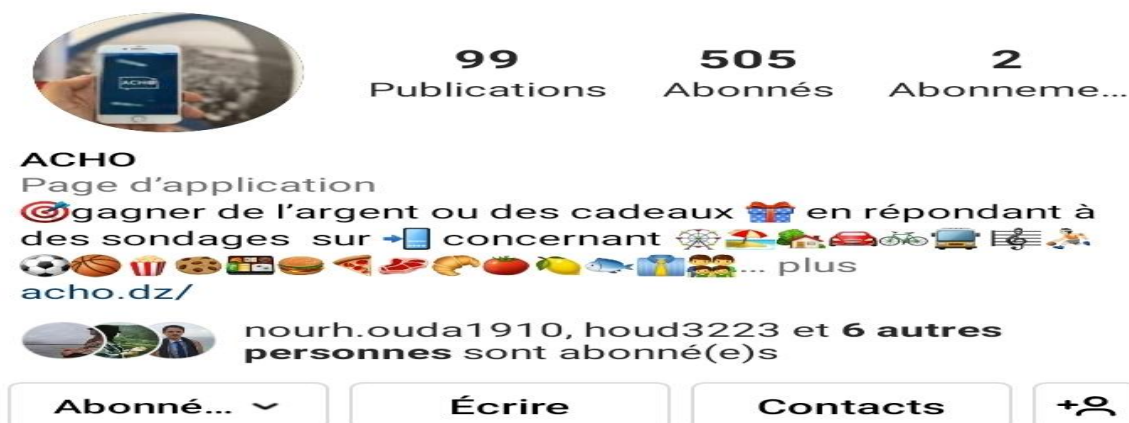 ACHO
99 505 2
Publications Abonnés Abonneme...
ACHO
Page d'application
🎯gagner de l'argent ou des cadeaux 🎁 en répondant à
des sondages sur 📲 concernant 🎡🏖️🏡🚗🚲🚌🎼⛹️
⚽🏀🍿🍪🍱🍔🍕🥩🥐🍅🍋🐟👔👨‍👩‍👧‍👦... plus
acho.dz/
nourh.ouda1910, houd3223 et 6 autres
personnes sont abonné(e)s
Abonné... Écrire Contacts